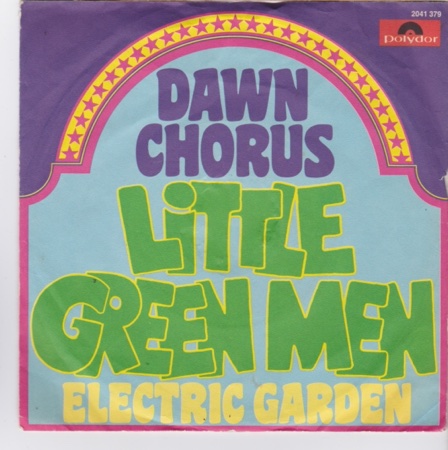 2041 379
Polydor
DAWN
CHORUS
LiTTLE
GREEN MEN
ELECTRIC GARDEN